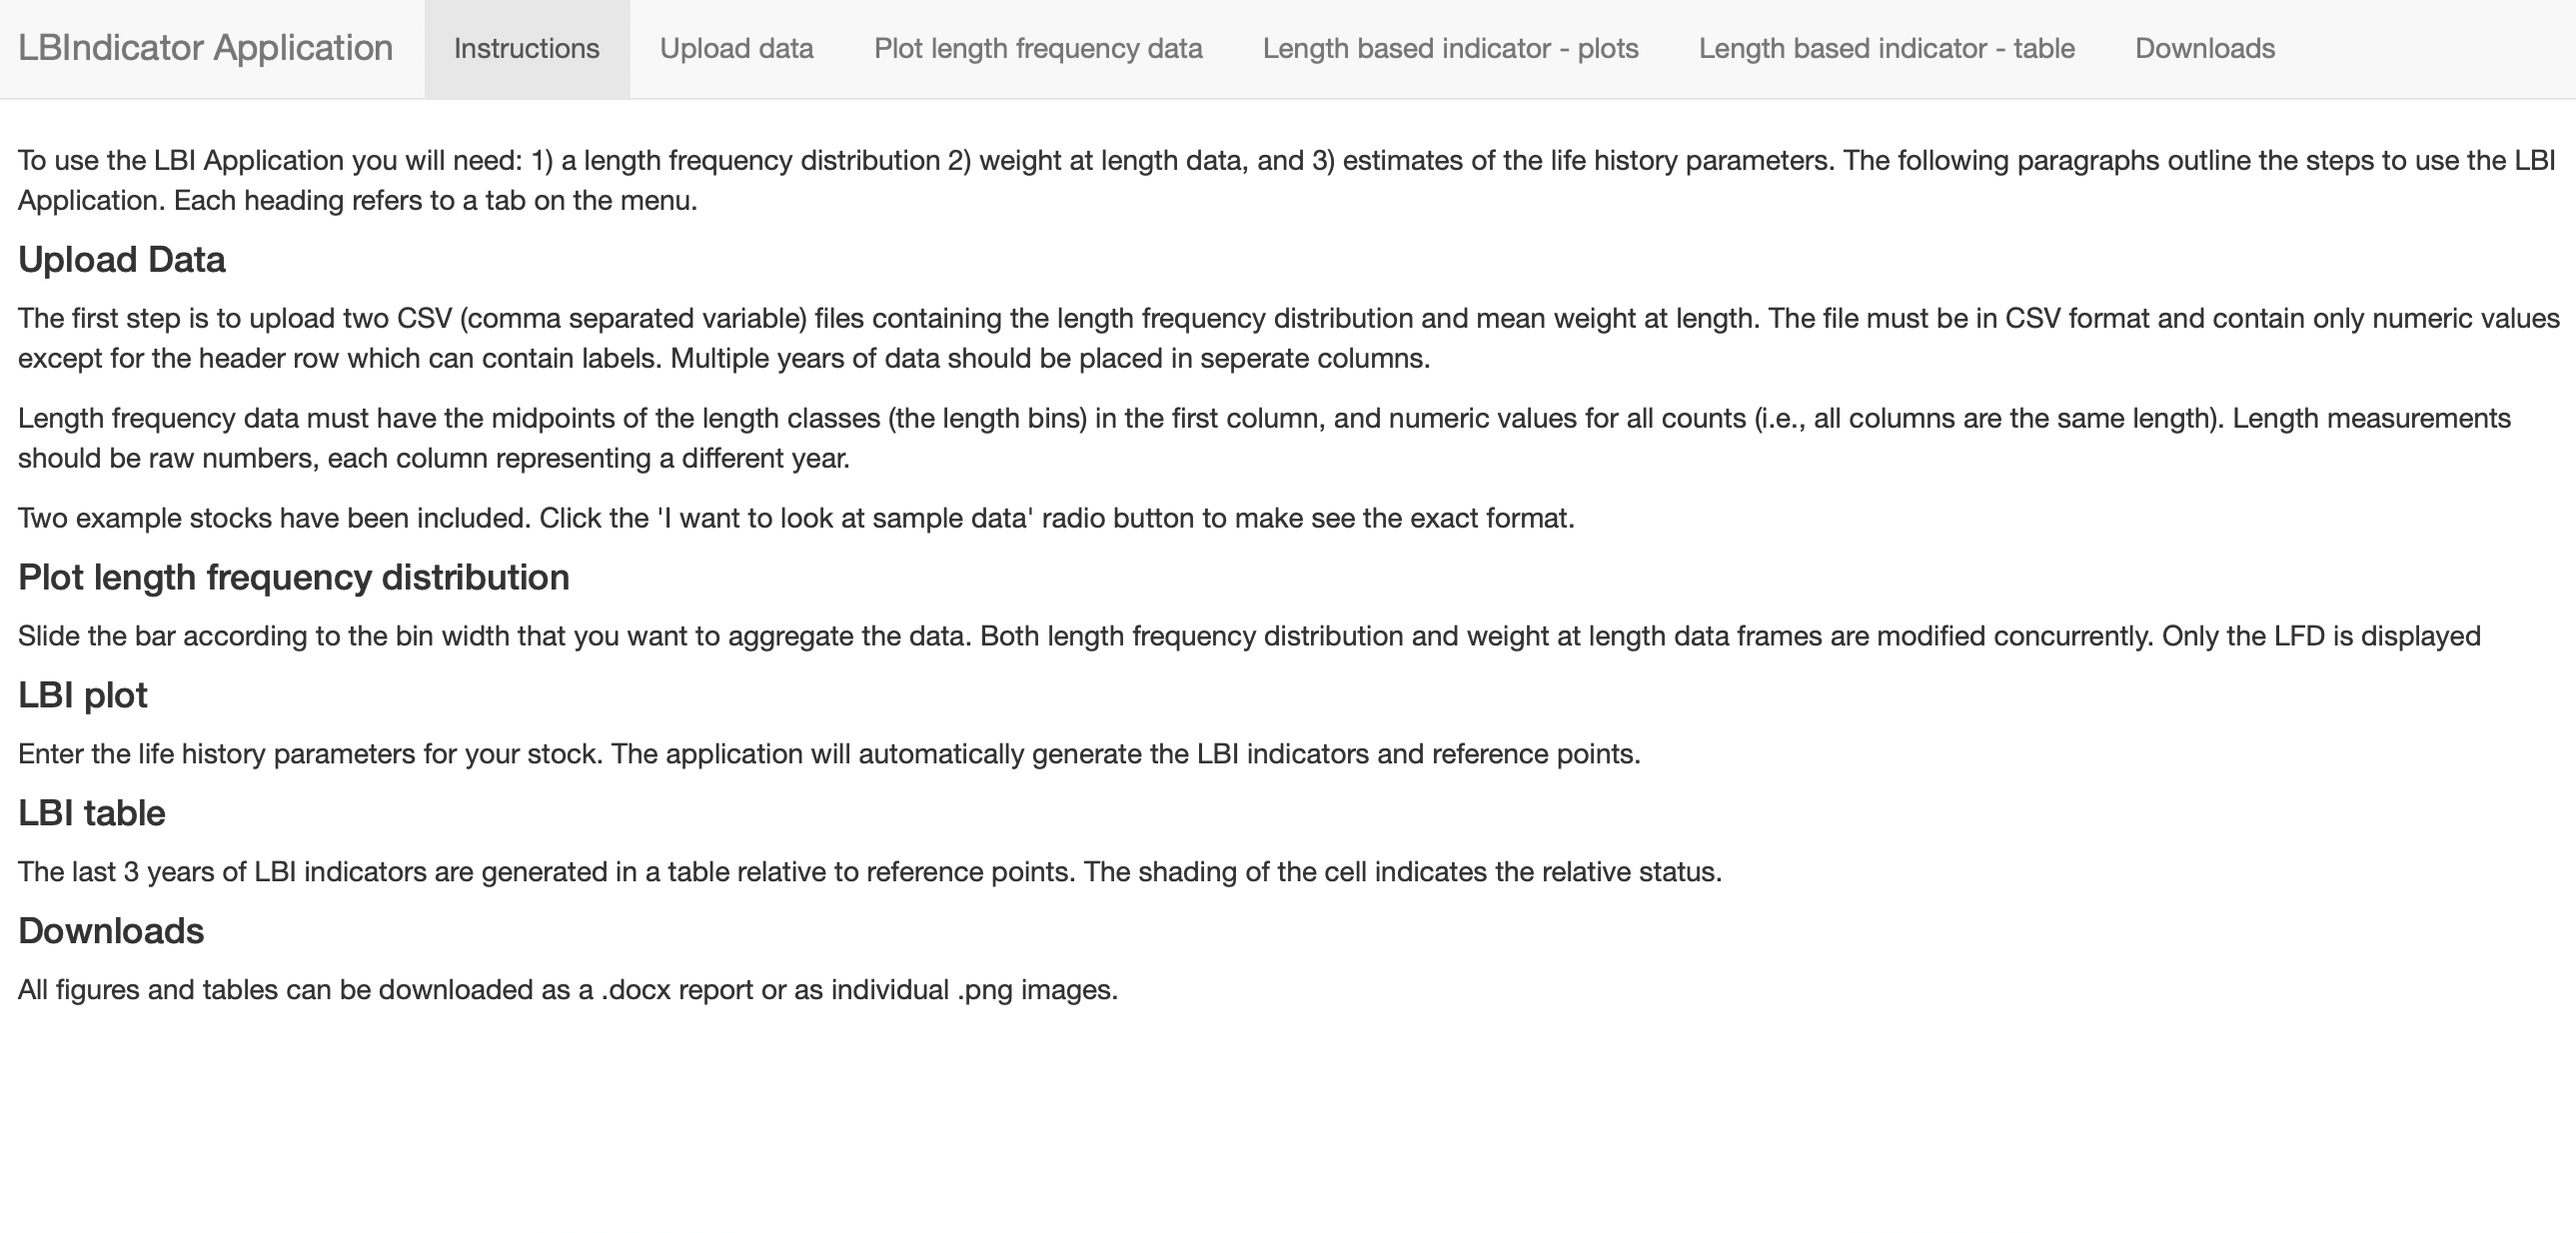 LBIndicator Application
Instructions
Upload data
Plot length frequency data
Length based indicator - plots
Length based indicator - table
Downloads
To use the LBI Application you will need: 1) a length frequency distribution 2) weight at length data, and 3) estimates of the life history parameters. The following paragraphs outline the steps to use the LBI
Application. Each heading refers to a tab on the menu.
Upload Data
The first step is to upload two CSV (comma separated variable) files containing the length frequency distribution and mean weight at length. The file must be in CSV format and contain only numeric values
except for the header row which can contain labels. Multiple years of data should be placed in seperate columns.
Length frequency data must have the midpoints of the length classes (the length bins) in the first column, and numeric values for all counts (i.e., all columns are the same length). Length measurements
should be raw numbers, each column representing a different year.
Two example stocks have been included. Click the 'I want to look at sample data' radio button to make see the exact format.
Plot length frequency distribution
Slide the bar according to the bin width that you want to aggregate the data. Both length frequency distribution and weight at length data frames are modified concurrently. Only the LFD is displayed
LBI plot
Enter the life history parameters for your stock. The application will automatically generate the LBI indicators and reference points.
LBI table
The last 3 years of LBI indicators are generated in a table relative to reference points. The shading of the cell indicates the relative status.
Downloads
All figures and tables can be downloaded as a .docx report or as individual .png images.